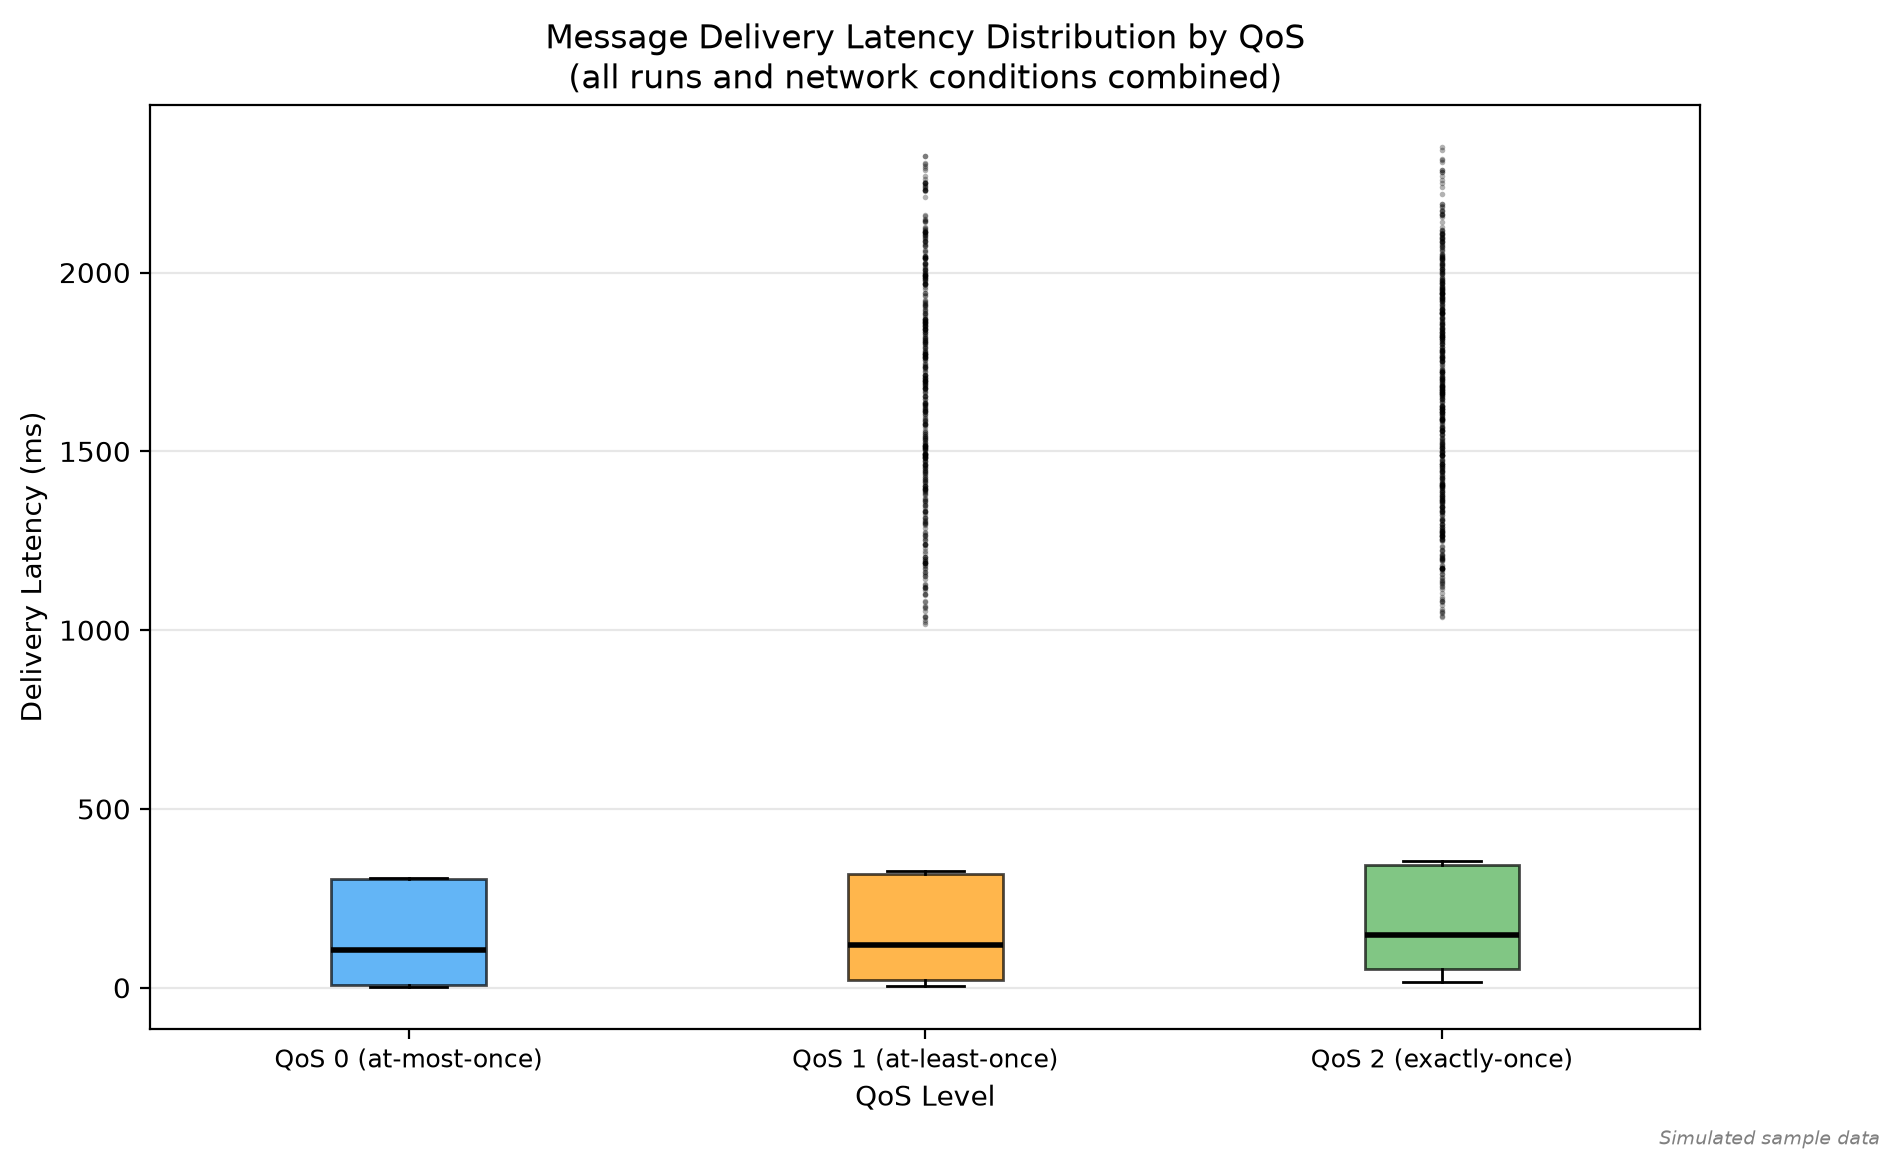 Message Delivery Latency Distribution by QoS
(all runs and network conditions combined)
Delivery Latency (ms)
2000
1500
1000
500
0
QoS 0 (at-most-once)
QoS 1 (at-least-once)
QoS 2 (exactly-once)
QoS Level
Simulated sample data